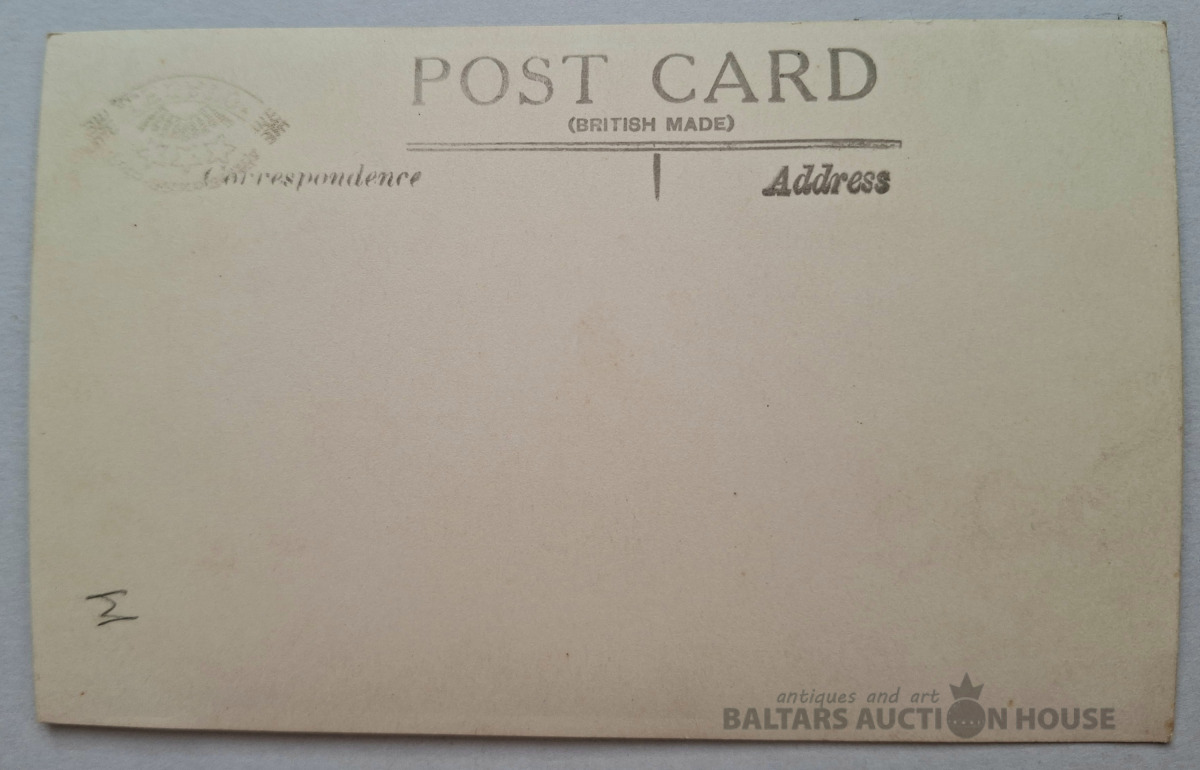 POST CARD
(BRITISH MADE)
Correspondence
Address
M
antiques and art
BALTARS AUCTION HOUSE